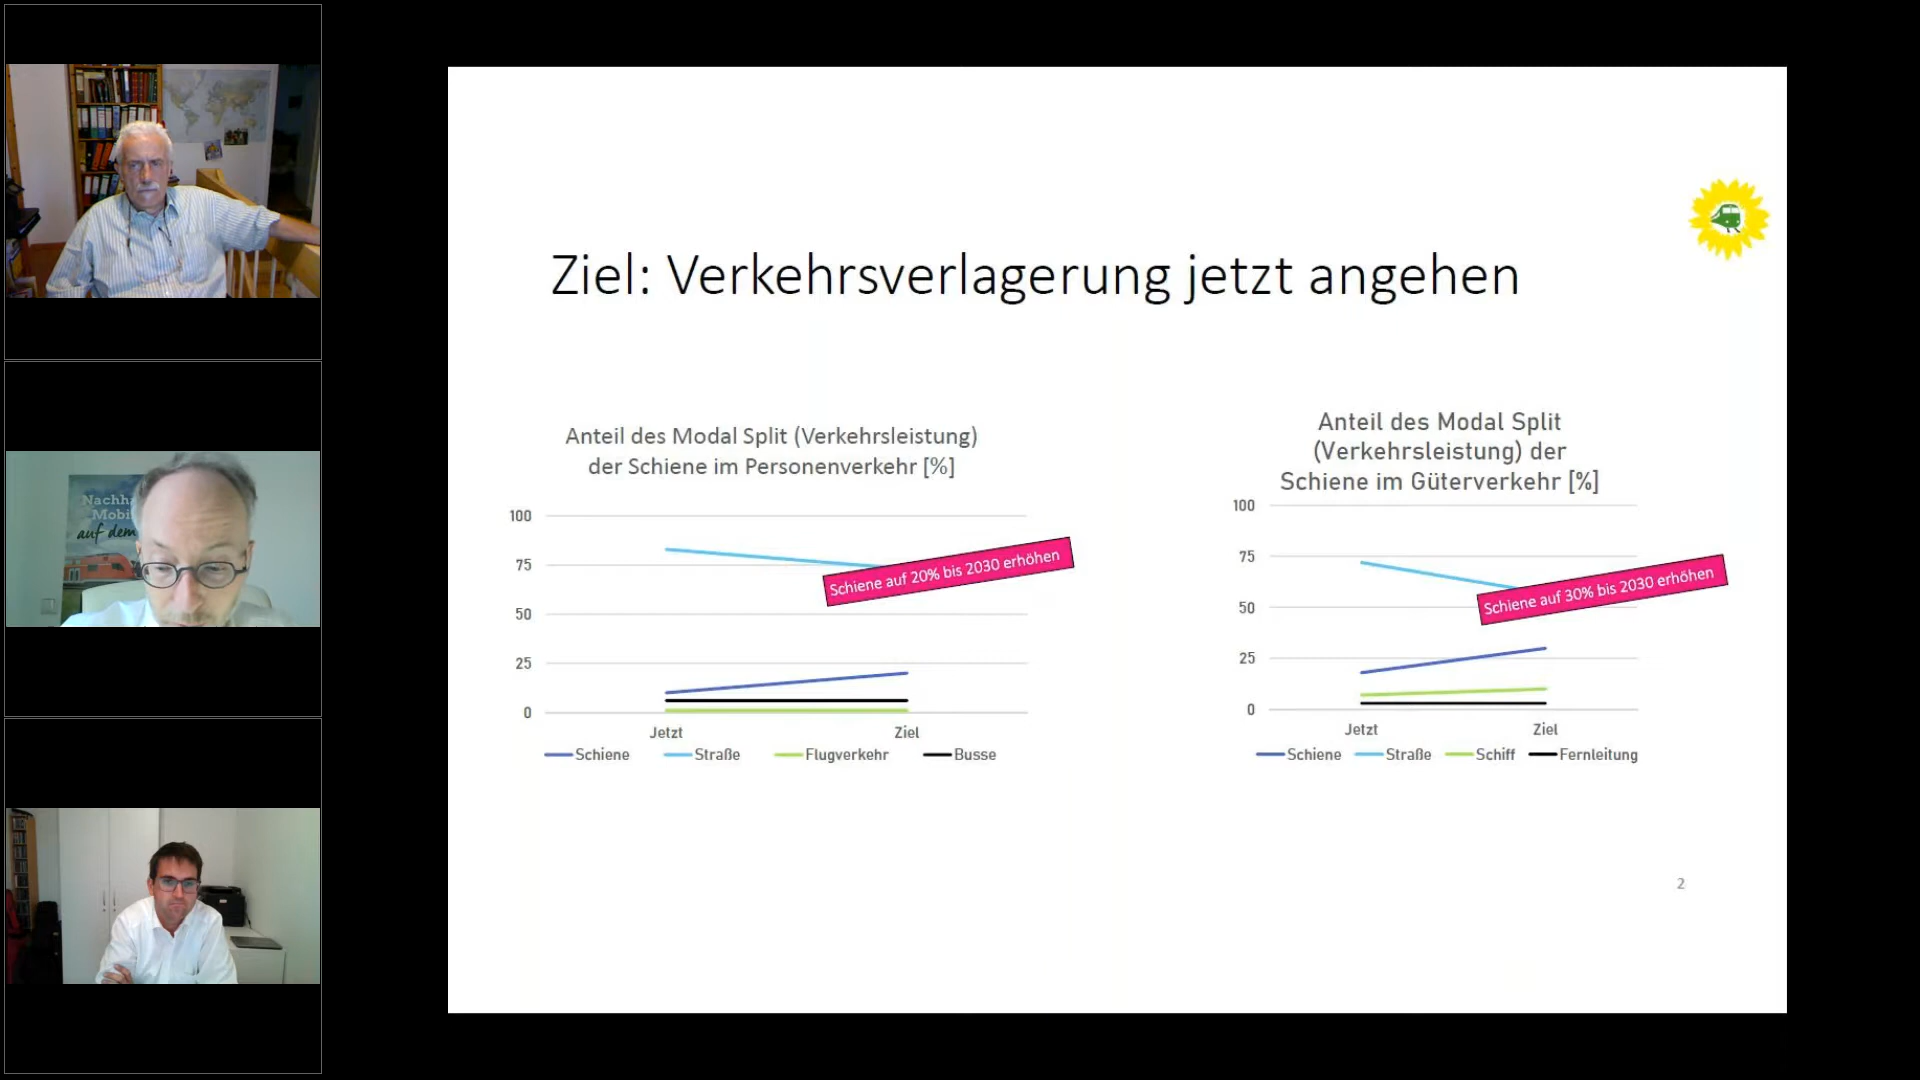 Nachha
Mobi
auf dem
Ziel: Verkehrsverlagerung jetzt angehen
Anteil des Modal Split (Verkehrsleistung)
der Schiene im Personenverkehr [%]
100
75
50
25
0
Schiene auf 20% bis 2030 erhöhen
Jetzt
Ziel
Schiene
Straße
Flugverkehr
Busse
Anteil des Modal Split
(Verkehrsleistung) der
Schiene im Güterverkehr [%]
100
75
50
25
0
Schiene auf 30% bis 2030 erhöhen
Jetzt
Ziel
Schiene
Straße
Schiff
Fernleitung
2